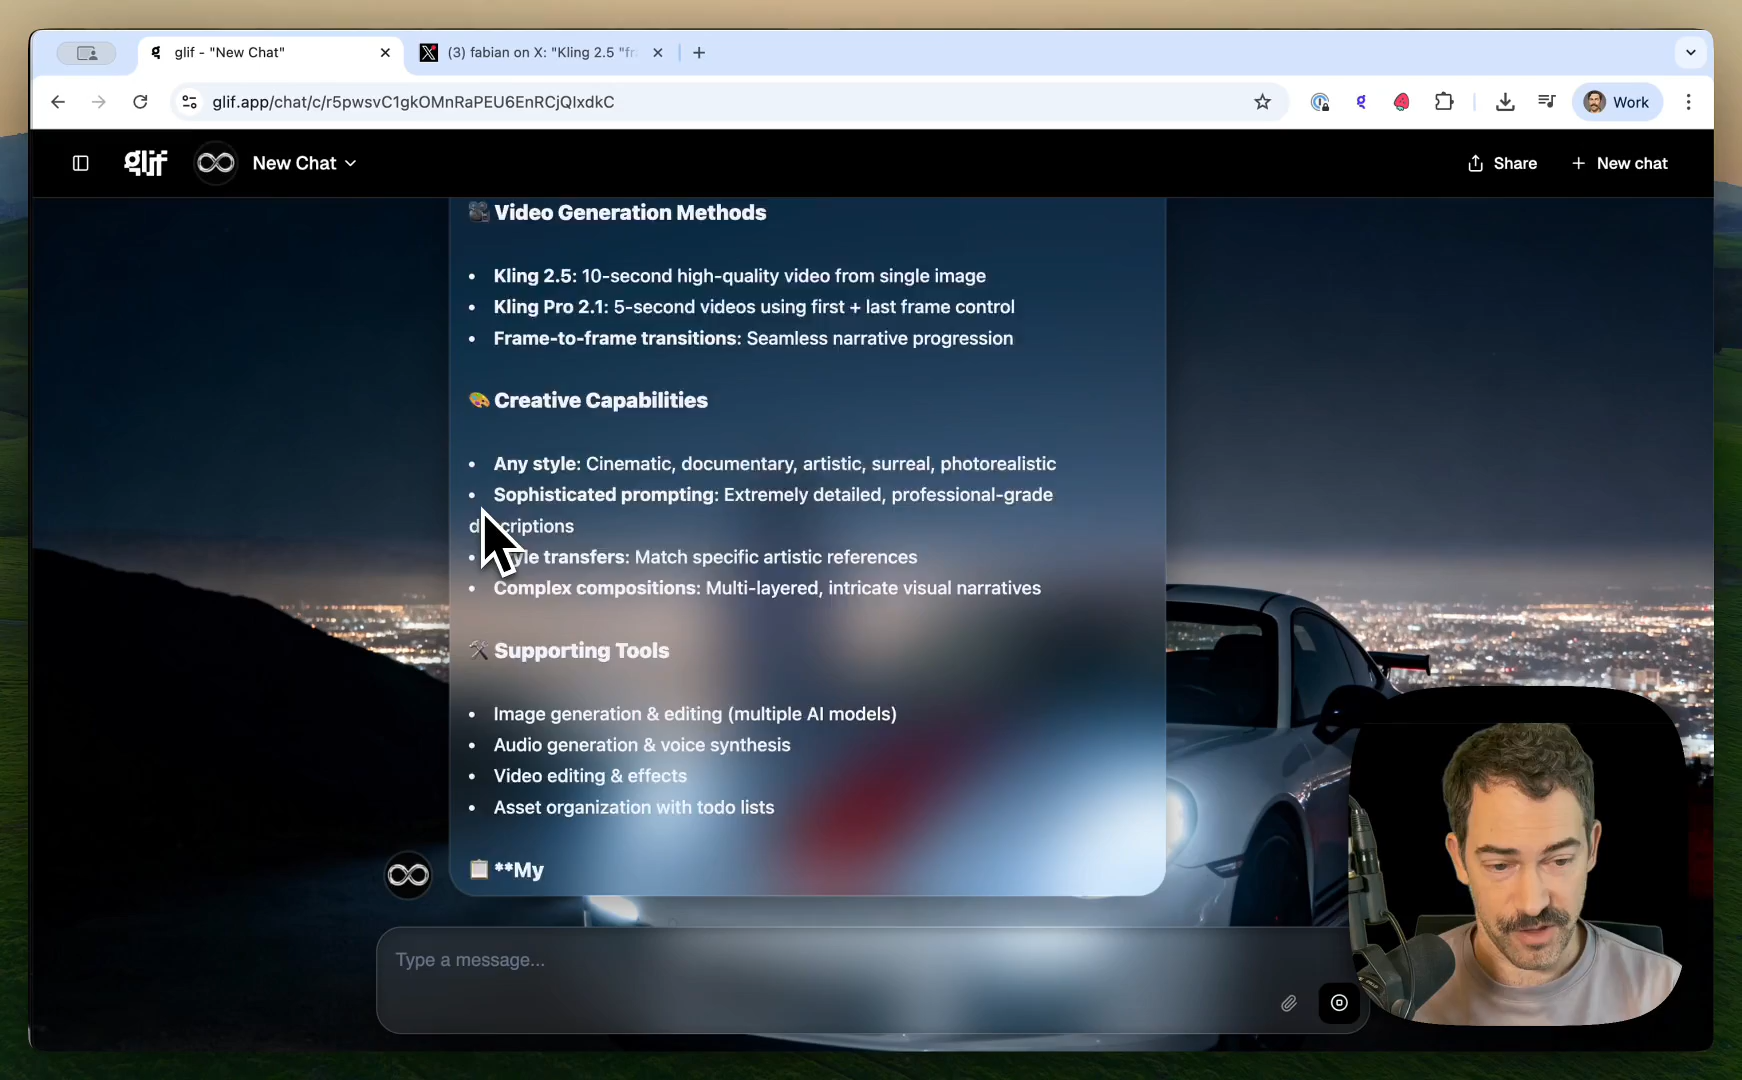 glif - "New Chat"
(3) fabian on X: "Kling 2.5 "fr
glif.app/chat/c/r5pwsvC1gkOMnRaPEU6EnRCjQIxdkC
Work
glif
New Chat
Share
New chat
🎥 Video Generation Methods
• Kling 2.5: 10-second high-quality video from single image
• Kling Pro 2.1: 5-second videos using first + last frame control
• Frame-to-frame transitions: Seamless narrative progression
🎨 Creative Capabilities
• Any style: Cinematic, documentary, artistic, surreal, photorealistic
• Sophisticated prompting: Extremely detailed, professional-grade
descriptions
• Style transfers: Match specific artistic references
• Complex compositions: Multi-layered, intricate visual narratives
🛠 Supporting Tools
• Image generation & editing (multiple AI models)
• Audio generation & voice synthesis
• Video editing & effects
• Asset organization with todo lists
📋 **My
Type a message...